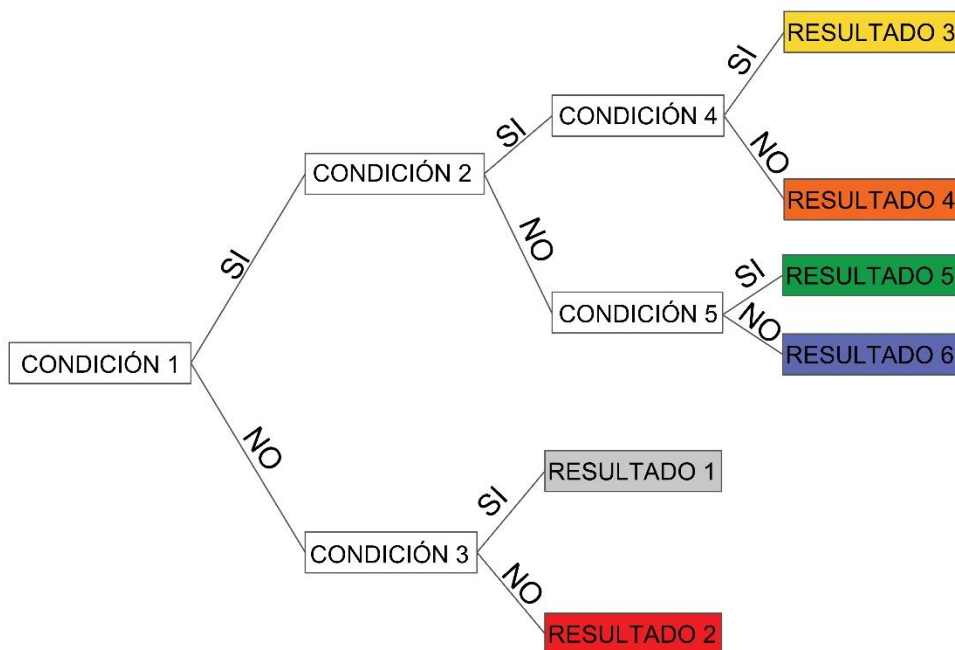 RESULTADO 3
SI
CONDICIÓN 4
SI
NO
CONDICIÓN 2
RESULTADO 4
NO
SI
RESULTADO 5
SI
CONDICIÓN 5
NO
RESULTADO 6
CONDICIÓN 1
NO
RESULTADO 1
SI
CONDICIÓN 3
NO
RESULTADO 2